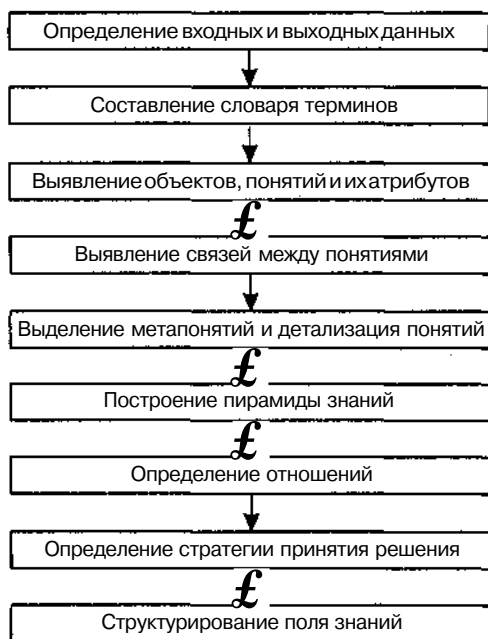 Определение входных и выходных данных
Составление словаря терминов
Выявление объектов, понятий и их атрибутов
£
Выявление связей между понятиями
Выделение метапонятий и детализация понятий
£
Построение пирамиды знаний
£
Определение отношений
Определение стратегии принятия решения
£
Структурирование поля знаний